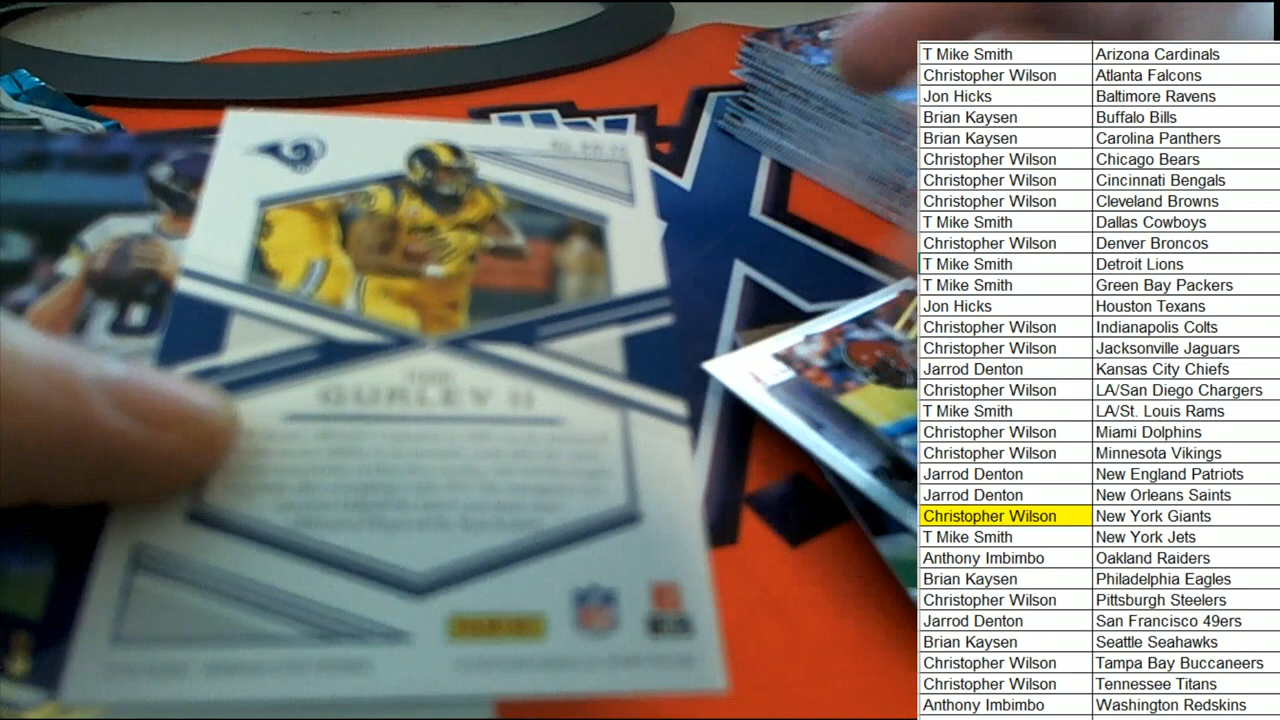 GURLEY II
PANINI
NFL
T Mike Smith Arizona Cardinals
Christopher Wilson Atlanta Falcons
Jon Hicks Baltimore Ravens
Brian Kaysen Buffalo Bills
Brian Kaysen Carolina Panthers
Christopher Wilson Chicago Bears
Christopher Wilson Cincinnati Bengals
Christopher Wilson Cleveland Browns
T Mike Smith Dallas Cowboys
Christopher Wilson Denver Broncos
T Mike Smith Detroit Lions
T Mike Smith Green Bay Packers
Jon Hicks Houston Texans
Christopher Wilson Indianapolis Colts
Christopher Wilson Jacksonville Jaguars
Jarrod Denton Kansas City Chiefs
Christopher Wilson LA/San Diego Chargers
T Mike Smith LA/St. Louis Rams
Christopher Wilson Miami Dolphins
Christopher Wilson Minnesota Vikings
Jarrod Denton New England Patriots
Jarrod Denton New Orleans Saints
Christopher Wilson New York Giants
T Mike Smith New York Jets
Anthony Imbimbo Oakland Raiders
Brian Kaysen Philadelphia Eagles
Christopher Wilson Pittsburgh Steelers
Jarrod Denton San Francisco 49ers
Brian Kaysen Seattle Seahawks
Christopher Wilson Tampa Bay Buccaneers
Christopher Wilson Tennessee Titans
Anthony Imbimbo Washington Redskins